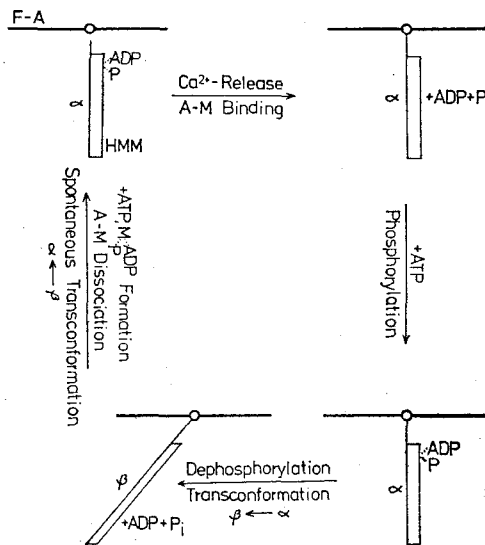 F-A
ADP
P
α
HMM
Ca²⁺-Release
A-M Binding
α
+ADP+P
+ATP
Phosphorylation
ADP
P
α
Dephosphorylation
Transconformation
β ← α
β
+ADP+Pᵢ
+ATP, M:ADP Formation
P
A-M Dissociation
Spontaneous Transconformation
α ← β